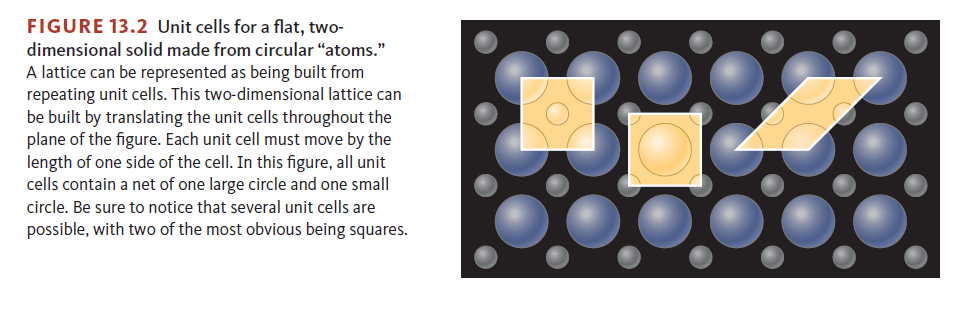 FIGURE 13.2 Unit cells for a flat, two-
dimensional solid made from circular “atoms.”
A lattice can be represented as being built from
repeating unit cells. This two-dimensional lattice can
be built by translating the unit cells throughout the
plane of the figure. Each unit cell must move by the
length of one side of the cell. In this figure, all unit
cells contain a net of one large circle and one small
circle. Be sure to notice that several unit cells are
possible, with two of the most obvious being squares.